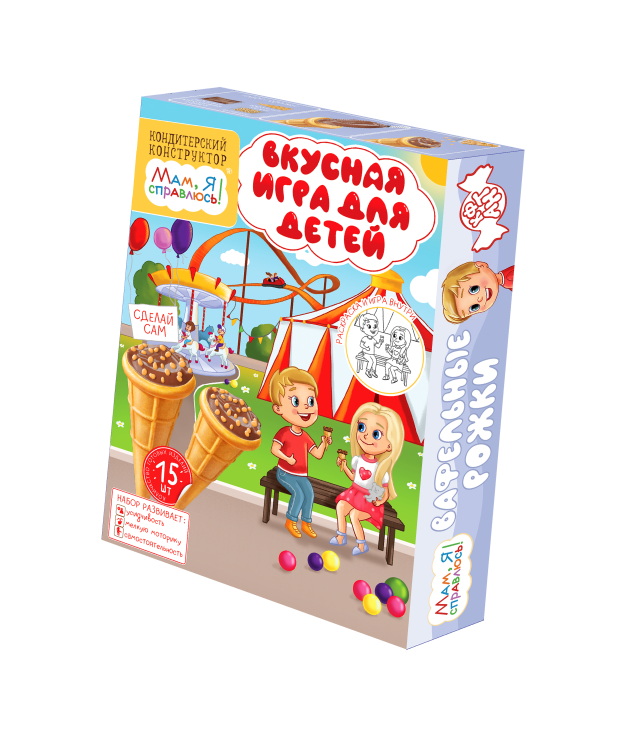 КОНДИТЕРСКИЙ
КОНСТРУКТОР
Мам, я
справлюсь!
ВКУСНАЯ
ИГРА ДЛЯ
ДЕТЕЙ
СДЕЛАЙ
САМ
РАСКРАСКА И ИГРА ВНУТРИ
15
ШТ
НАБОР РАЗВИВАЕТ:
усидчивость
мелкую моторику
самостоятельность
ВАФЕЛЬНЫЕ
РОЖКИ
Мам, я
справлюсь!